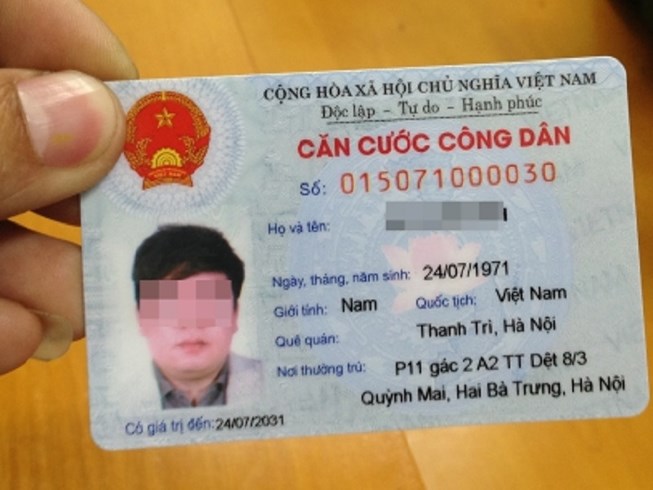 CỘNG HÒA XÃ HỘI CHỦ NGHĨA VIỆT NAM
Độc lập - Tự do - Hạnh phúc
CĂN CƯỚC CÔNG DÂN
Số: 015071000030
Họ và tên:
Ngày, tháng, năm sinh: 24/07/1971
Giới tính: Nam Quốc tịch: Việt Nam
Quê quán: Thanh Trì, Hà Nội
Nơi thường trú: P11 gác 2 A2 TT Dệt 8/3
Quỳnh Mai, Hai Bà Trưng, Hà Nội
Có giá trị đến: 24/07/2031